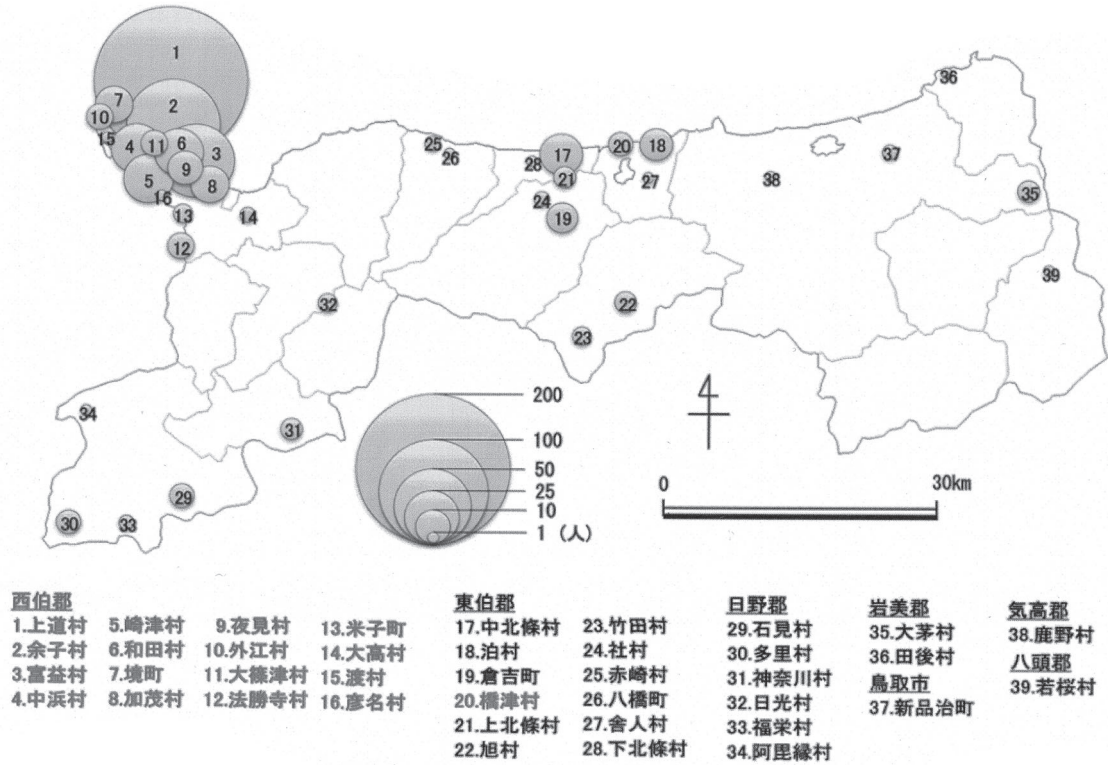 1
2
7
10
15
4
11
6
3
9
5
8
16
13
14
12
25
26
28
17
21
20
18
27
24
19
36
37
38
35
39
32
22
23
34
31
29
30
33
200
100
50
25
10
1 (人)
0 30km
西伯郡
1.上道村 5.崎津村 9.夜見村 13.米子町
2.余子村 6.和田村 10.外江村 14.大高村
3.富益村 7.境町 11.大篠津村 15.渡村
4.中浜村 8.加茂村 12.法勝寺村 16.彦名村
東伯郡
17.中北條村 23.竹田村
18.泊村 24.社村
19.倉吉町 25.赤崎村
20.橋津村 26.八橋町
21.上北條村 27.舎人村
22.旭村 28.下北條村
日野郡
29.石見村
30.多里村
31.神奈川村
32.日光村
33.福栄村
34.阿毘縁村
岩美郡
35.大茅村
36.田後村
鳥取市
37.新品治町
気高郡
38.鹿野村
八頭郡
39.若桜村